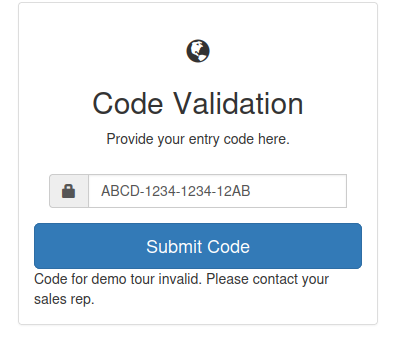 Code Validation
Provide your entry code here.
ABCD-1234-1234-12AB
Submit Code
Code for demo tour invalid. Please contact your
sales rep.